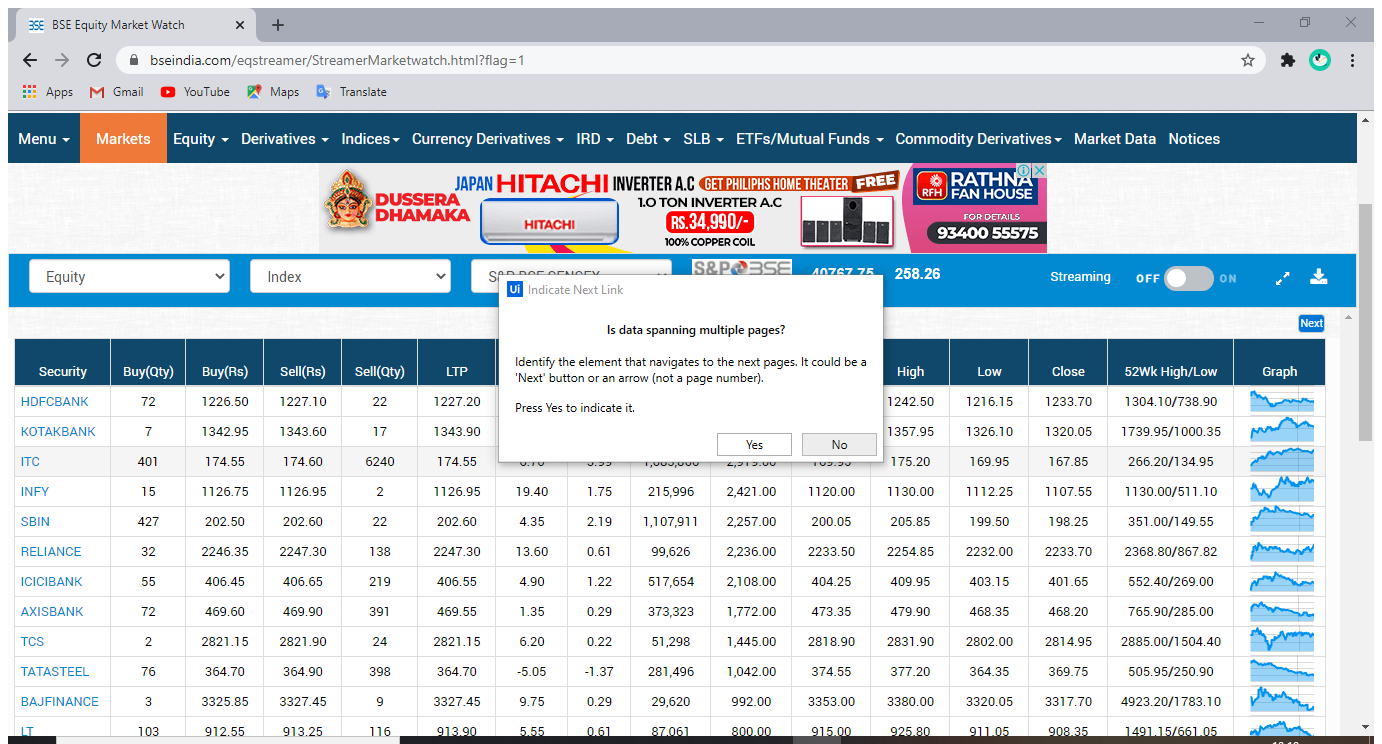 BSE Equity Market Watch
bseindia.com/eqstreamer/StreamerMarketwatch.html?flag=1
Apps Gmail YouTube Maps Translate
Menu Markets Equity Derivatives Indices Currency Derivatives IRD Debt SLB ETFs/Mutual Funds Commodity Derivatives Market Data Notices
DUSSERA
DHAMAKA
JAPAN HITACHI INVERTER A.C GET PHILIPHS HOME THEATER FREE
1.0 TON INVERTER A.C
HITACHI
RS.34,990/-
100% COPPER COIL
RFH RATHNA
FAN HOUSE
FOR DETAILS
93400 55575
Equity Index S&P BSE SENSEX S&P BSE 40767.75 258.26 Streaming OFF ON
Ui Indicate Next Link
Is data spanning multiple pages?
Identify the element that navigates to the next pages. It could be a
'Next' button or an arrow (not a page number).
Press Yes to indicate it.
Yes No
Next
Security Buy(Qty) Buy(Rs) Sell(Rs) Sell(Qty) LTP High Low Close 52Wk High/Low Graph
HDFCBANK 72 1226.50 1227.10 22 1227.20 1242.50 1216.15 1233.70 1304.10/738.90
KOTAKBANK 7 1342.95 1343.60 17 1343.90 1357.95 1326.10 1320.05 1739.95/1000.35
ITC 401 174.55 174.60 6240 174.55 175.20 169.95 167.85 266.20/134.95
INFY 15 1126.75 1126.95 2 1126.95 19.40 1.75 215,996 2,421.00 1120.00 1130.00 1112.25 1107.55 1130.00/511.10
SBIN 427 202.50 202.60 22 202.60 4.35 2.19 1,107,911 2,257.00 200.05 205.85 199.50 198.25 351.00/149.55
RELIANCE 32 2246.35 2247.30 138 2247.30 13.60 0.61 99,626 2,236.00 2233.50 2254.85 2232.00 2233.70 2368.80/867.82
ICICIBANK 55 406.45 406.65 219 406.55 4.90 1.22 517,654 2,108.00 404.25 409.95 403.15 401.65 552.40/269.00
AXISBANK 72 469.60 469.90 391 469.55 1.35 0.29 373,323 1,772.00 473.35 479.90 468.35 468.20 765.90/285.00
TCS 2 2821.15 2821.90 24 2821.15 6.20 0.22 51,298 1,445.00 2818.90 2831.90 2802.00 2814.95 2885.00/1504.40
TATASTEEL 76 364.70 364.90 398 364.70 -5.05 -1.37 281,496 1,042.00 374.55 377.20 364.35 369.75 505.95/250.90
BAJFINANCE 3 3325.85 3327.45 9 3327.45 9.75 0.29 29,620 992.00 3353.00 3380.00 3320.05 3317.70 4923.20/1783.10
LT 103 912.55 913.25 116 913.90 5.55 0.61 87,061 800.00 915.00 925.80 911.05 908.35 1491.15/661.05